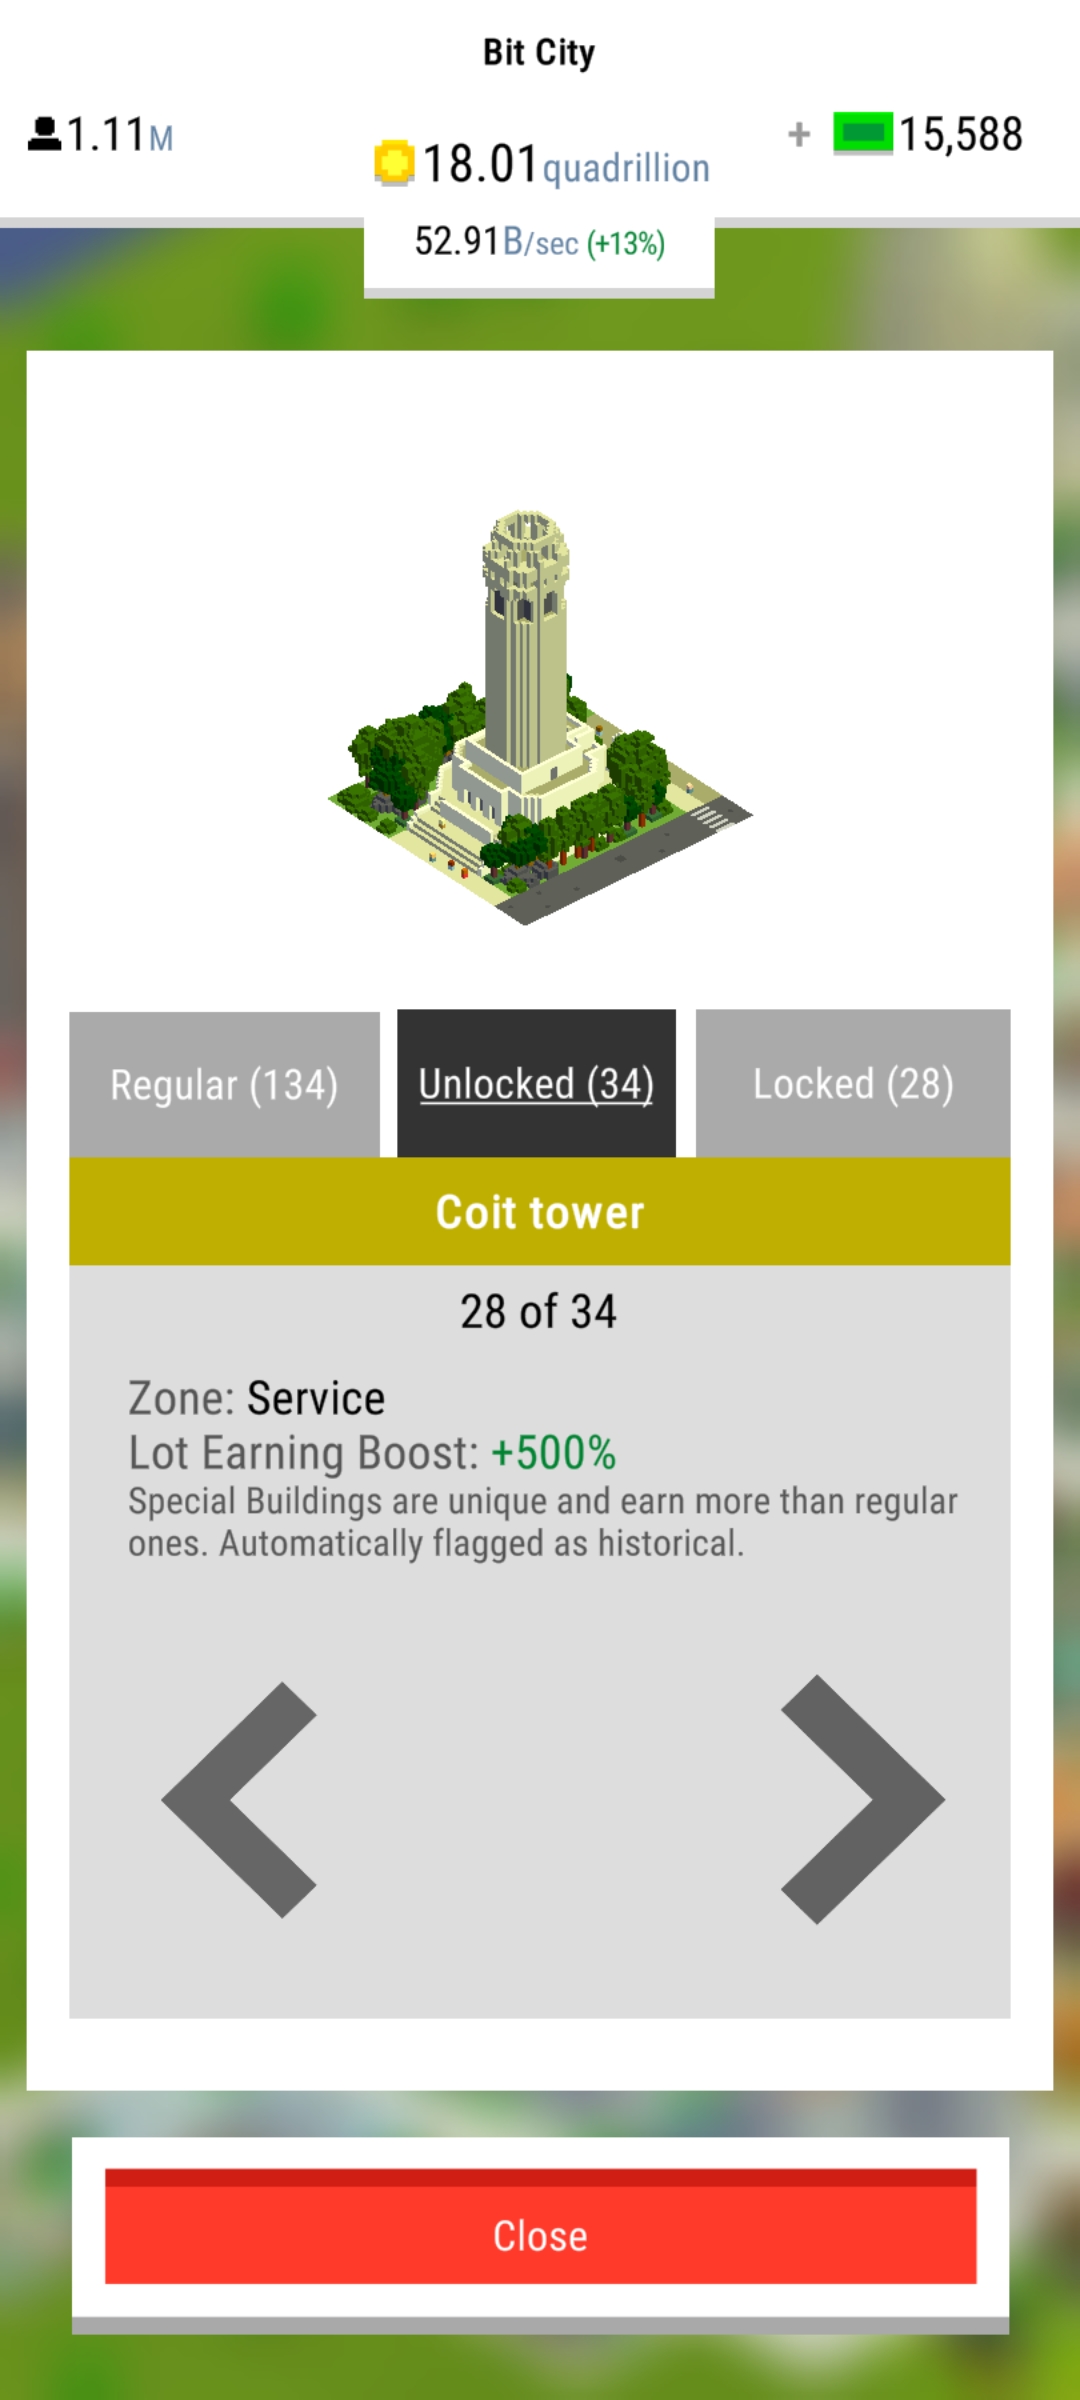 Bit City
1.11M
+ 15,588
18.01quadrillion
52.91B/sec (+13%)
Regular (134)
Unlocked (34)
Locked (28)
Coit tower
28 of 34
Zone: Service
Lot Earning Boost: +500%
Special Buildings are unique and earn more than regular
ones. Automatically flagged as historical.
Close